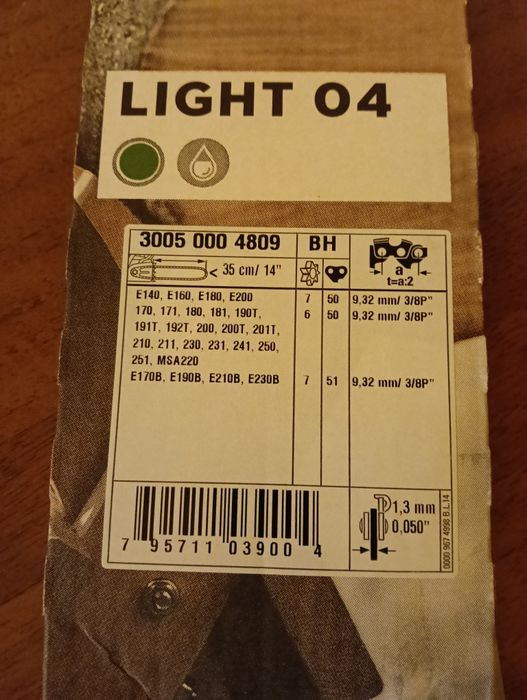 LIGHT 04
3005 000 4809 BH
< 35 cm/ 14" a
t=a:2
E140, E160, E180, E200 7 50 9,32 mm/ 3/8P"
170, 171, 180, 181, 190T, 6 50 9,32 mm/ 3/8P"
191T, 192T, 200, 200T, 201T,
210, 211, 230, 231, 241, 250,
251, MSA220
E170B, E190B, E210B, E230B 7 51 9,32 mm/ 3/8P"
1,3 mm
0,050"
7 95711 03900 4
0000 967 4998 B.L.14